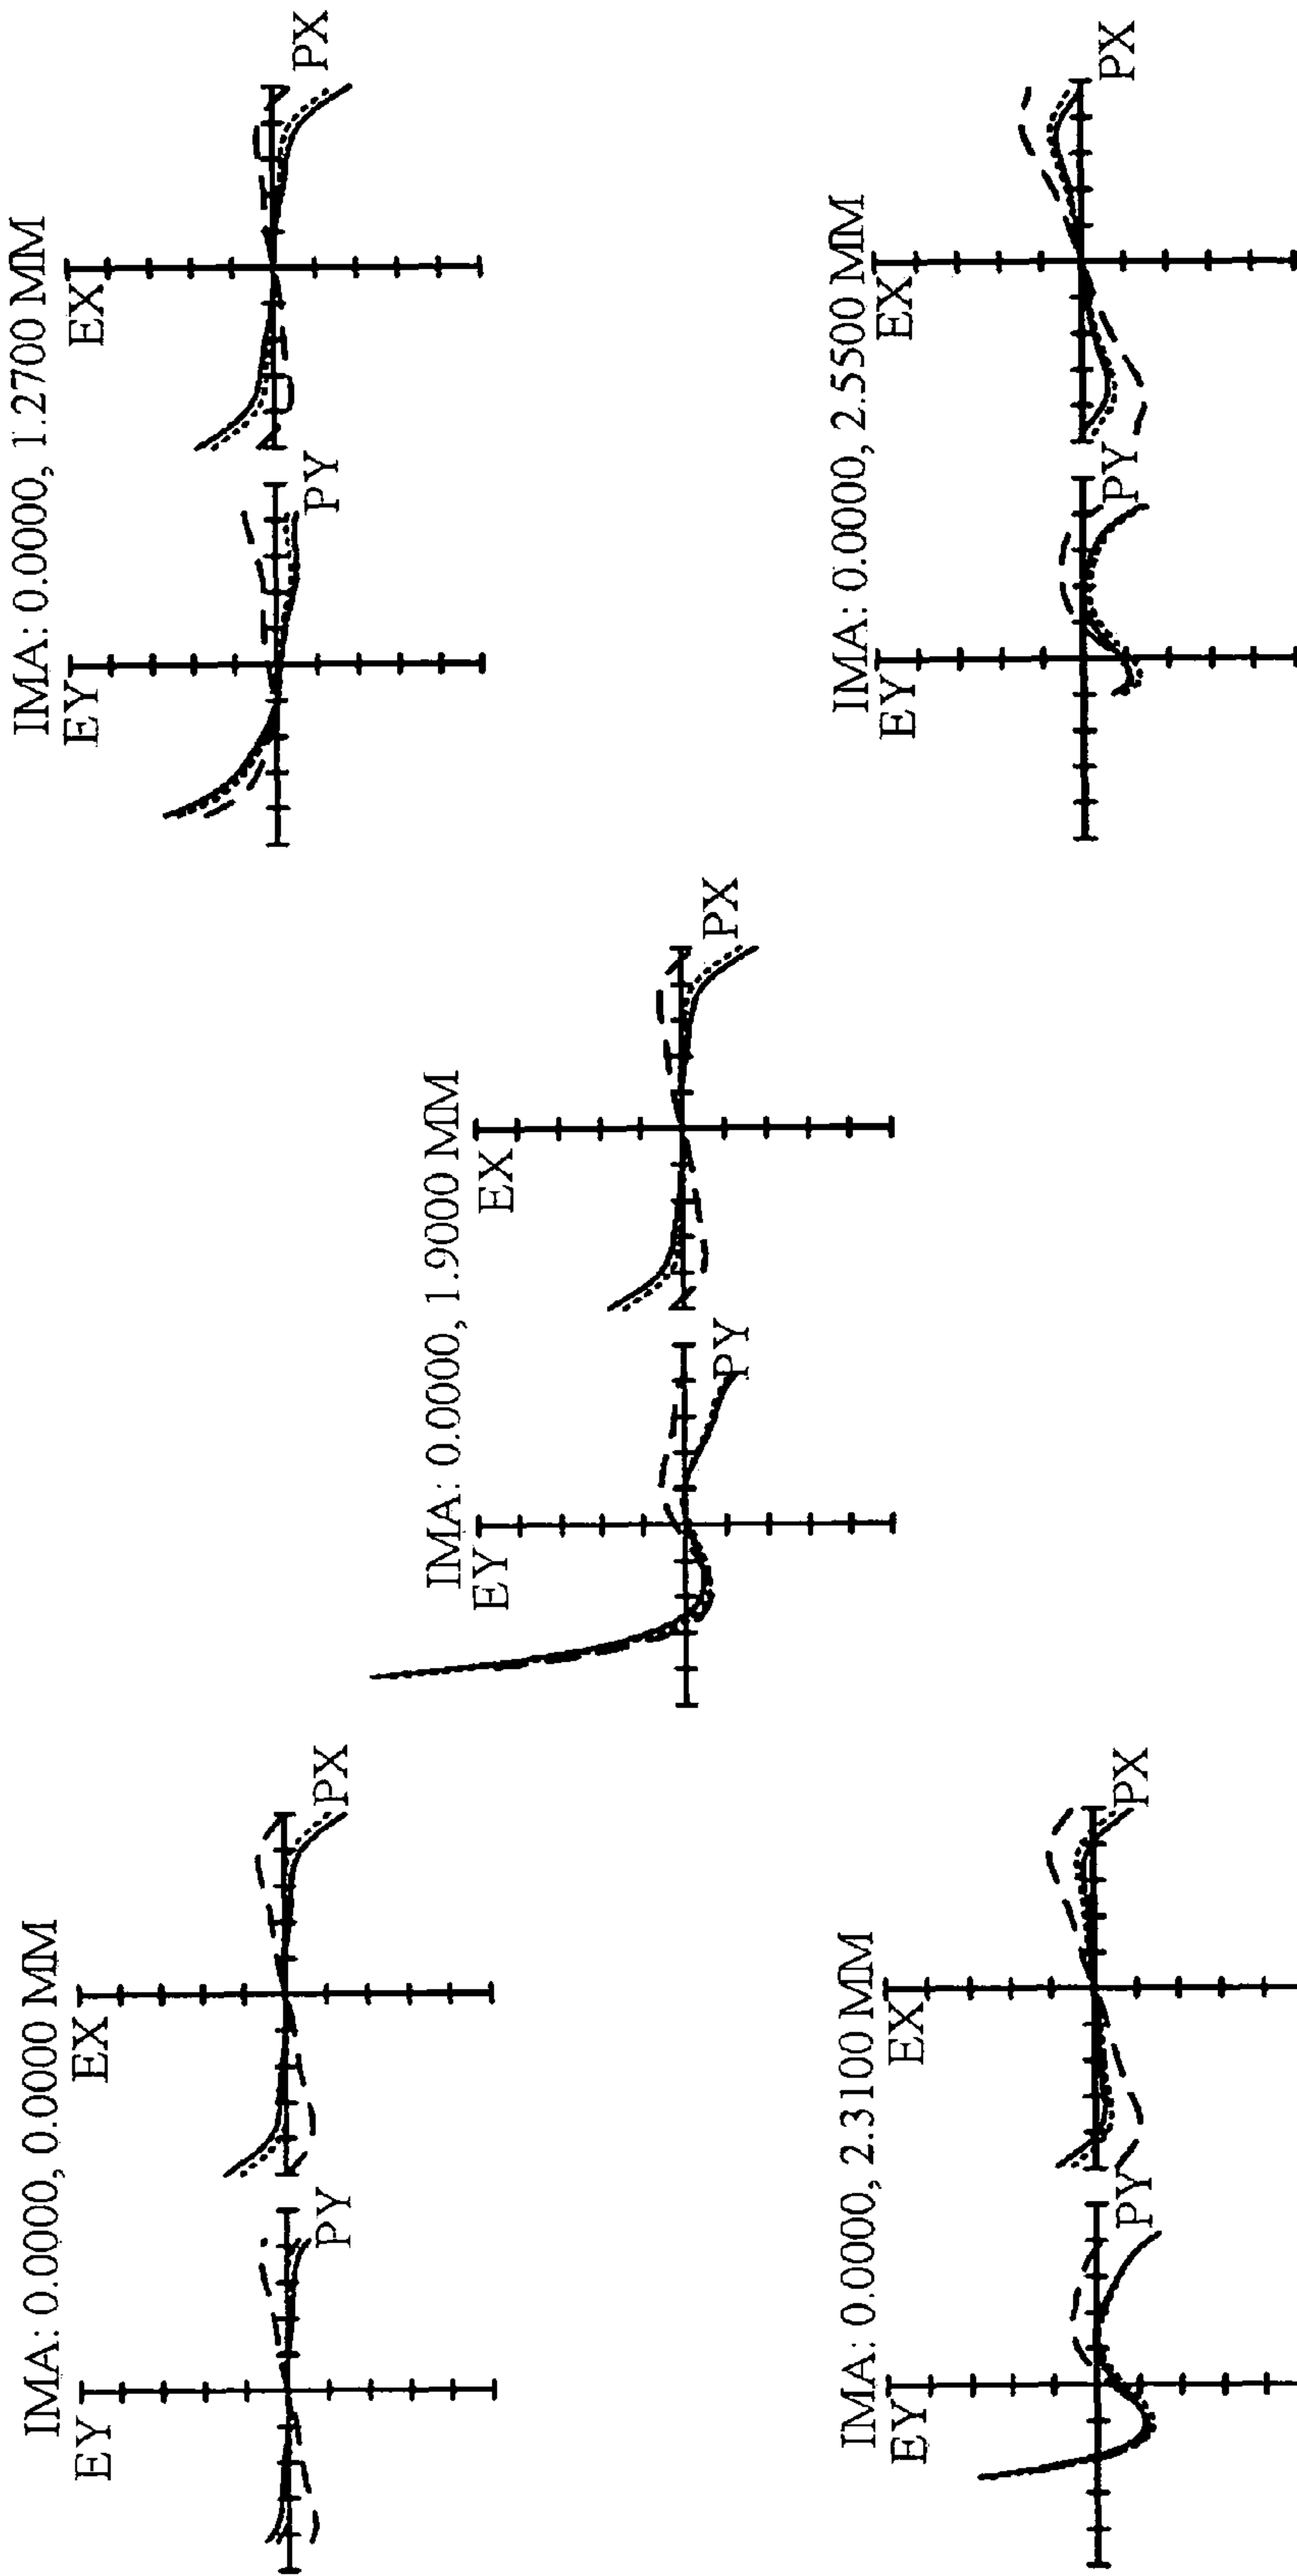 IMA: 0.0000, 0.0000 MM
EY
EX
PY
PX
IMA: 0.0000, 1.2700 MM
EY
EX
PY
PX
IMA: 0.0000, 1.9000 MM
EY
EX
PY
PX
IMA: 0.0000, 2.3100 MM
EY
EX
PY
PX
IMA: 0.0000, 2.5500 MM
EY
EX
PY
PX